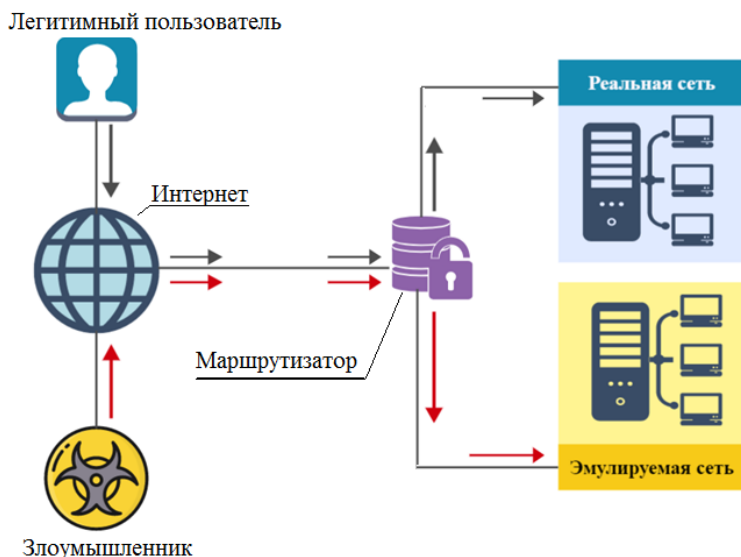 Легитимный пользователь
Реальная сеть
Интернет
Маршрутизатор
Эмулируемая сеть
Злоумышленник